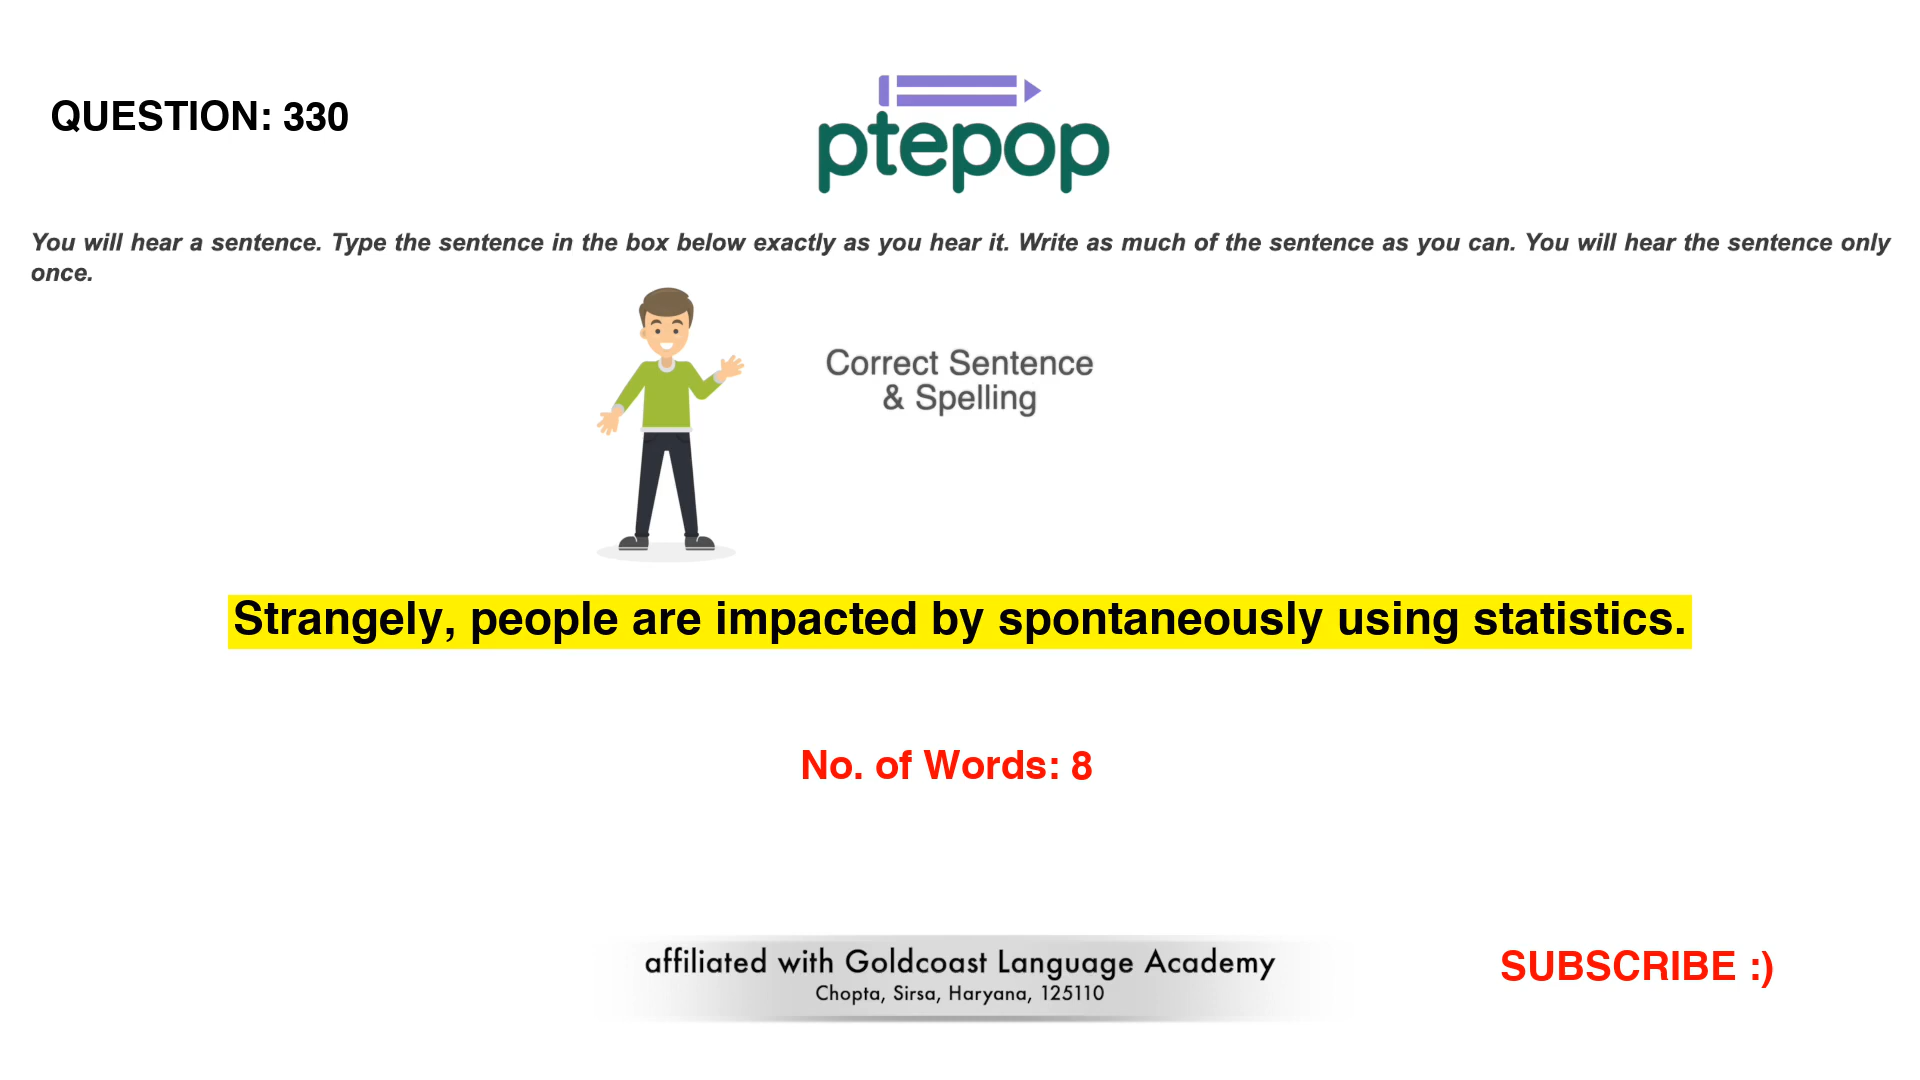 QUESTION: 330
ptepop
You will hear a sentence. Type the sentence in the box below exactly as you hear it. Write as much of the sentence as you can. You will hear the sentence only
once.
Correct Sentence
& Spelling
Strangely, people are impacted by spontaneously using statistics.
No. of Words: 8
affiliated with Goldcoast Language Academy
Chopta, Sirsa, Haryana, 125110
SUBSCRIBE :)